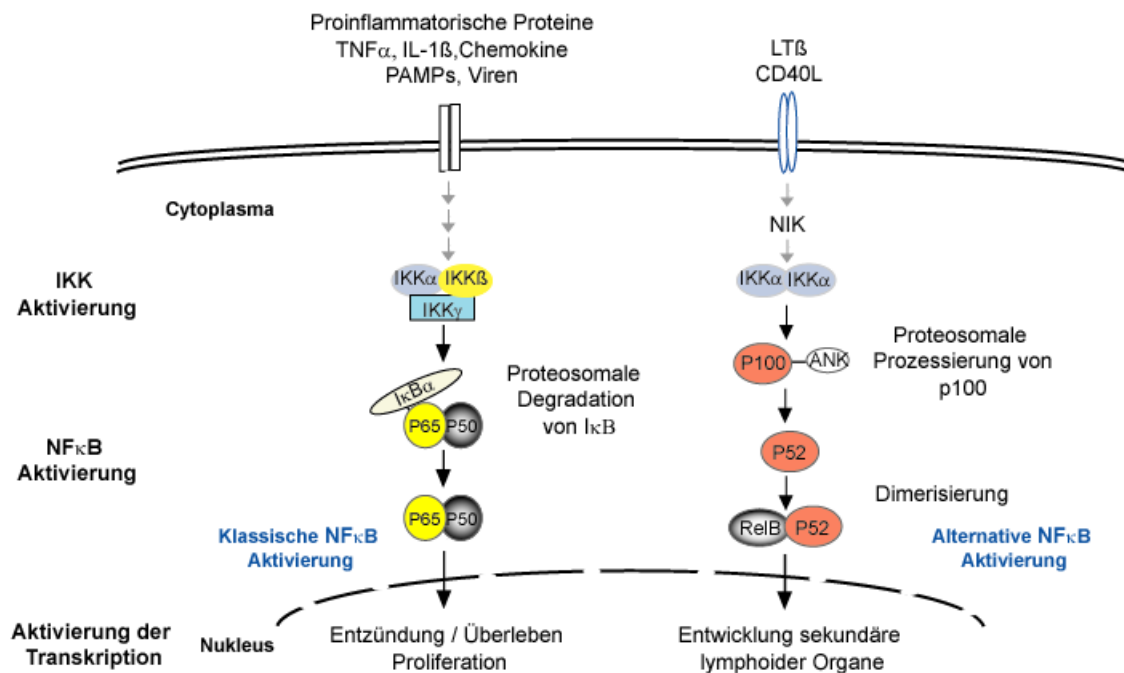 Proinflammatorische Proteine
TNFα, IL-1ß,Chemokine
PAMPs, Viren
LTß
CD40L
Cytoplasma
NIK
IKK
Aktivierung
IKKα
IKKß
IKKγ
IKKα
IKKα
P100
ANK
Proteosomale
Prozessierung von
p100
IκBα
P65
P50
Proteosomale
Degradation
von IκB
NFκB
Aktivierung
P52
Dimerisierung
P65
P50
RelB
P52
Klassische NFκB
Aktivierung
Alternative NFκB
Aktivierung
Aktivierung der
Transkription
Nukleus
Entzündung / Überleben
Proliferation
Entwicklung sekundäre
lymphoider Organe